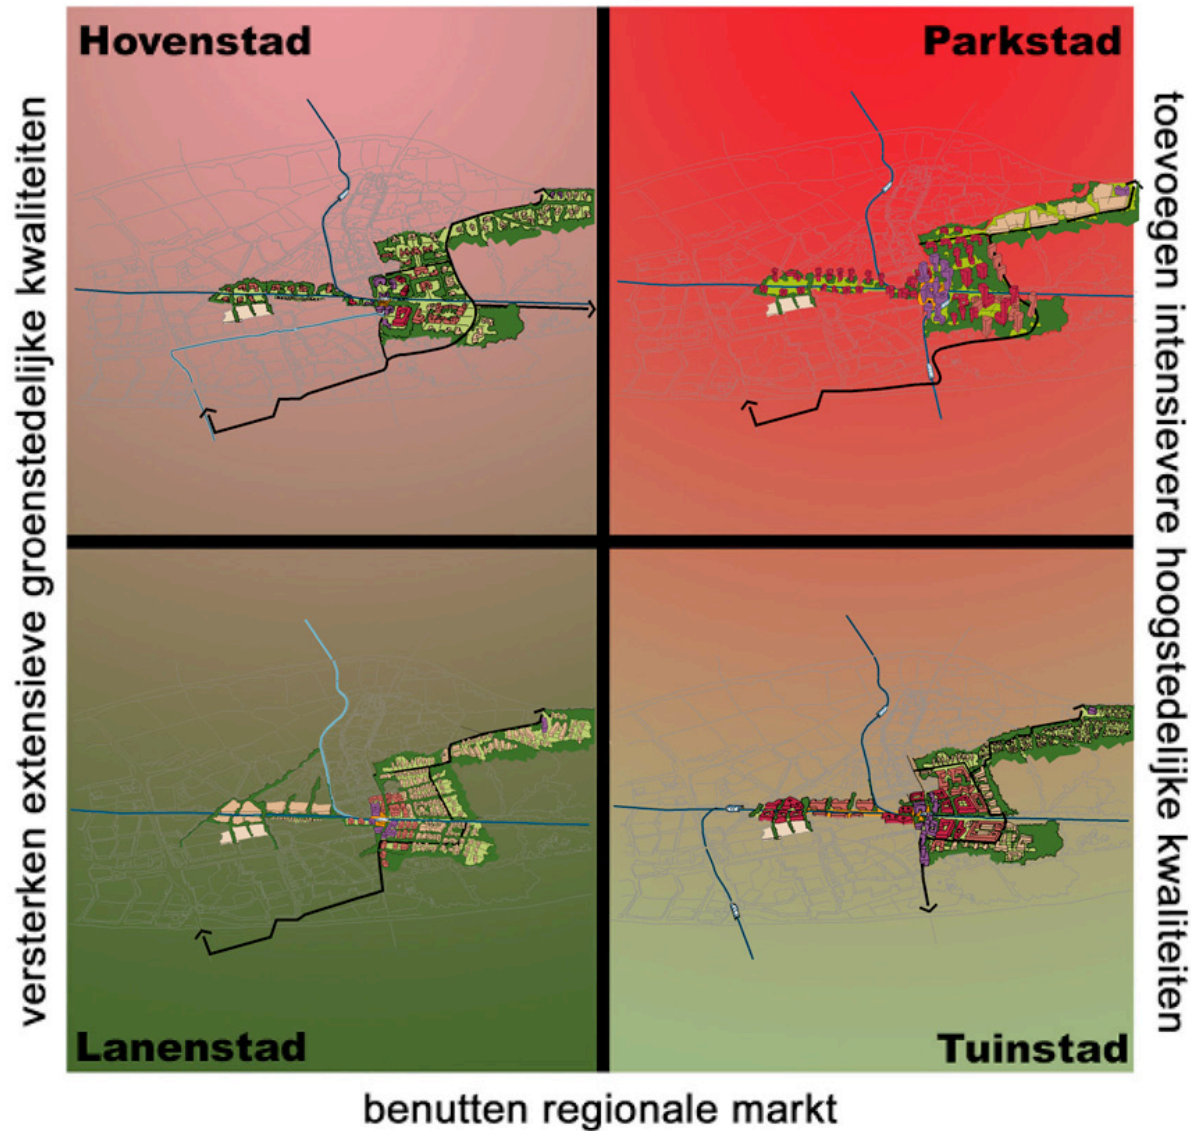 Hovenstad
Parkstad
versterken extensieve groenstedelijke kwaliteiten
toevoegen intensievere hoogstedelijke kwaliteiten
Lanenstad
Tuinstad
benutten regionale markt